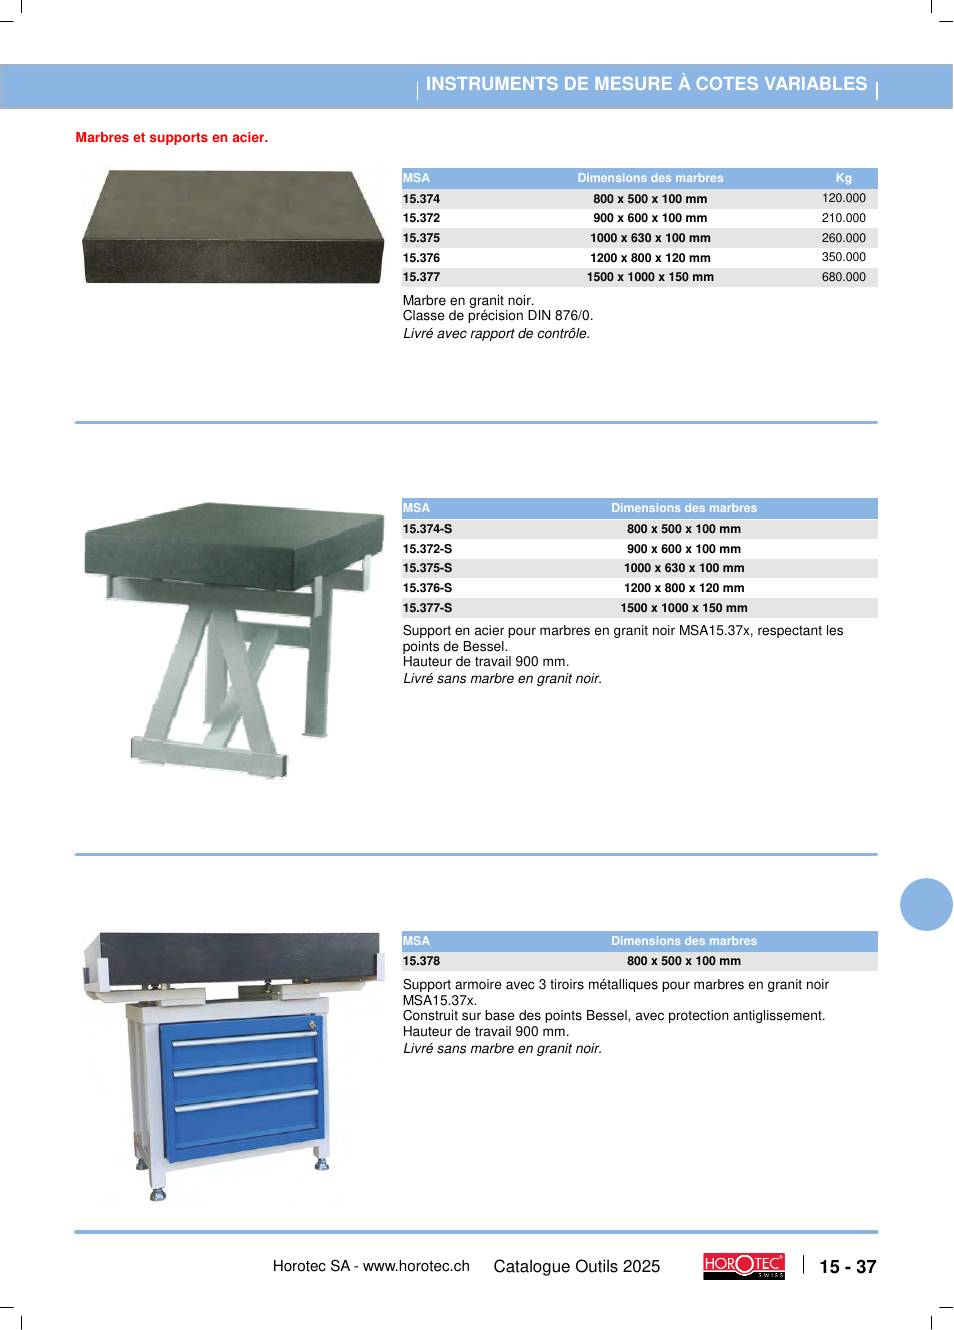 INSTRUMENTS DE MESURE À COTES VARIABLES
Marbres et supports en acier.
MSA Dimensions des marbres Kg
15.374 800 x 500 x 100 mm 120.000
15.372 900 x 600 x 100 mm 210.000
15.375 1000 x 630 x 100 mm 260.000
15.376 1200 x 800 x 120 mm 350.000
15.377 1500 x 1000 x 150 mm 680.000
Marbre en granit noir.
Classe de précision DIN 876/0.
Livré avec rapport de contrôle.
MSA Dimensions des marbres
15.374-S 800 x 500 x 100 mm
15.372-S 900 x 600 x 100 mm
15.375-S 1000 x 630 x 100 mm
15.376-S 1200 x 800 x 120 mm
15.377-S 1500 x 1000 x 150 mm
Support en acier pour marbres en granit noir MSA15.37x, respectant les
points de Bessel.
Hauteur de travail 900 mm.
Livré sans marbre en granit noir.
MSA Dimensions des marbres
15.378 800 x 500 x 100 mm
Support armoire avec 3 tiroirs métalliques pour marbres en granit noir
MSA15.37x.
Construit sur base des points Bessel, avec protection antiglissement.
Hauteur de travail 900 mm.
Livré sans marbre en granit noir.
Horotec SA - www.horotec.ch Catalogue Outils 2025 HOROTEC® SWISS 15 - 37